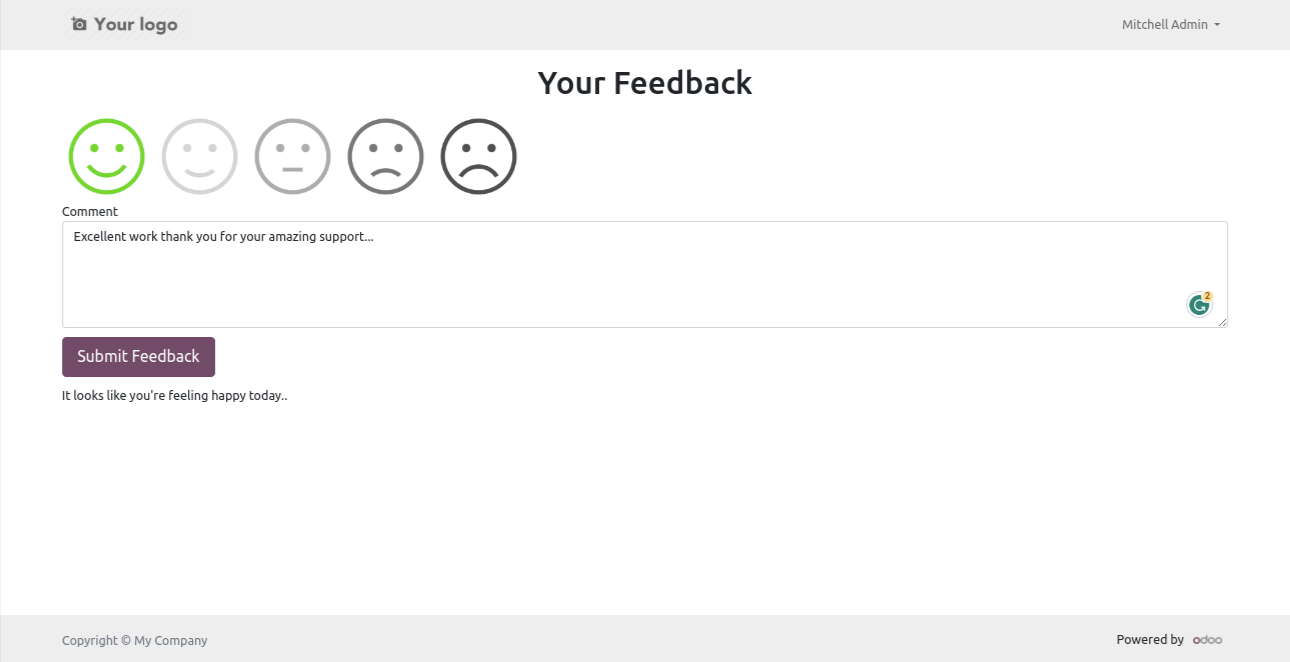 Your logo
Mitchell Admin
Your Feedback
Comment
Excellent work thank you for your amazing support...
2
Submit Feedback
It looks like you're feeling happy today..
Copyright © My Company
Powered by odoo